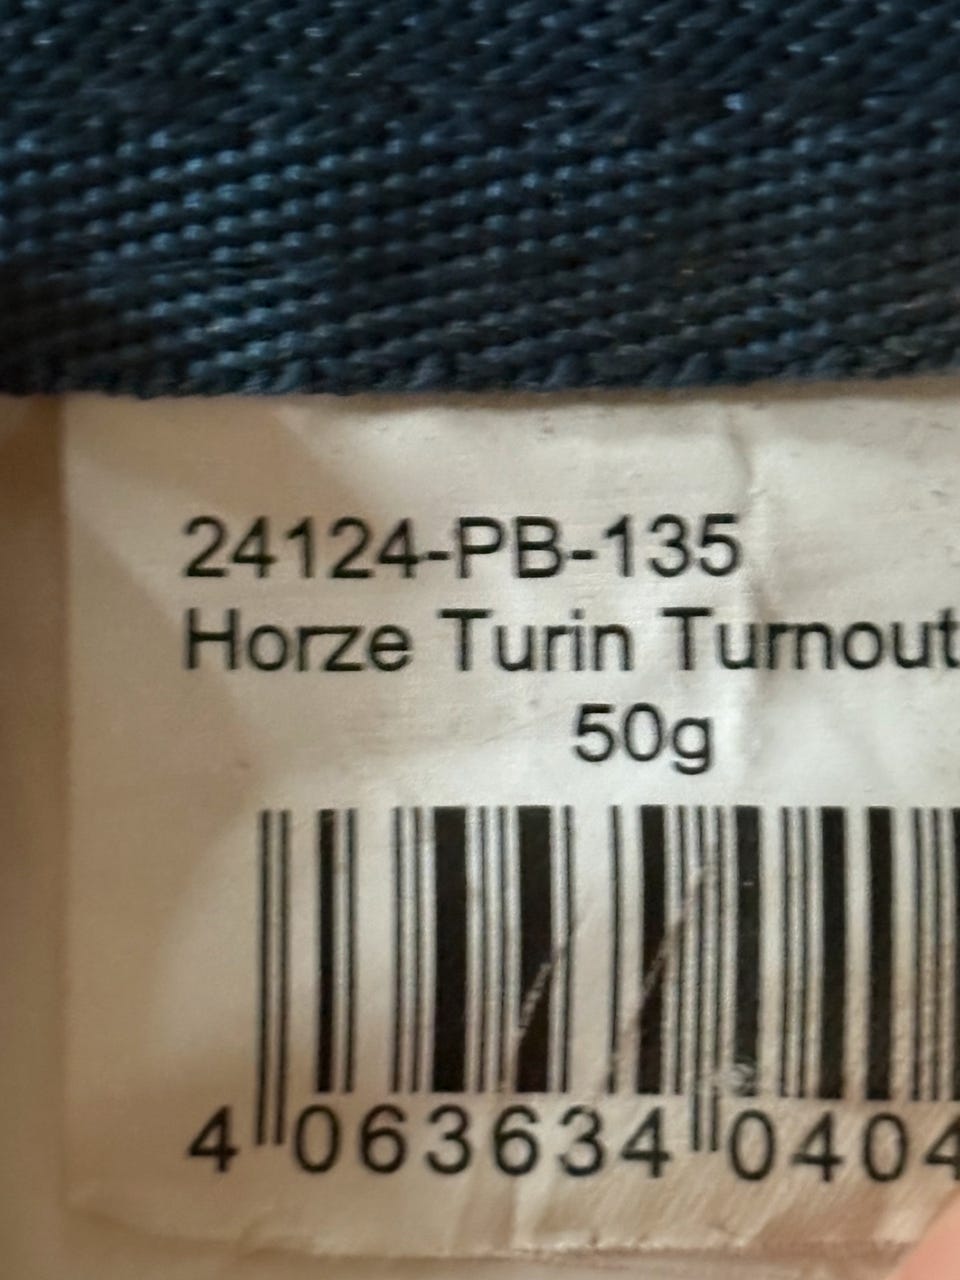 24124-PB-135
Horze Turin Turnout
50g
4 063634 0404